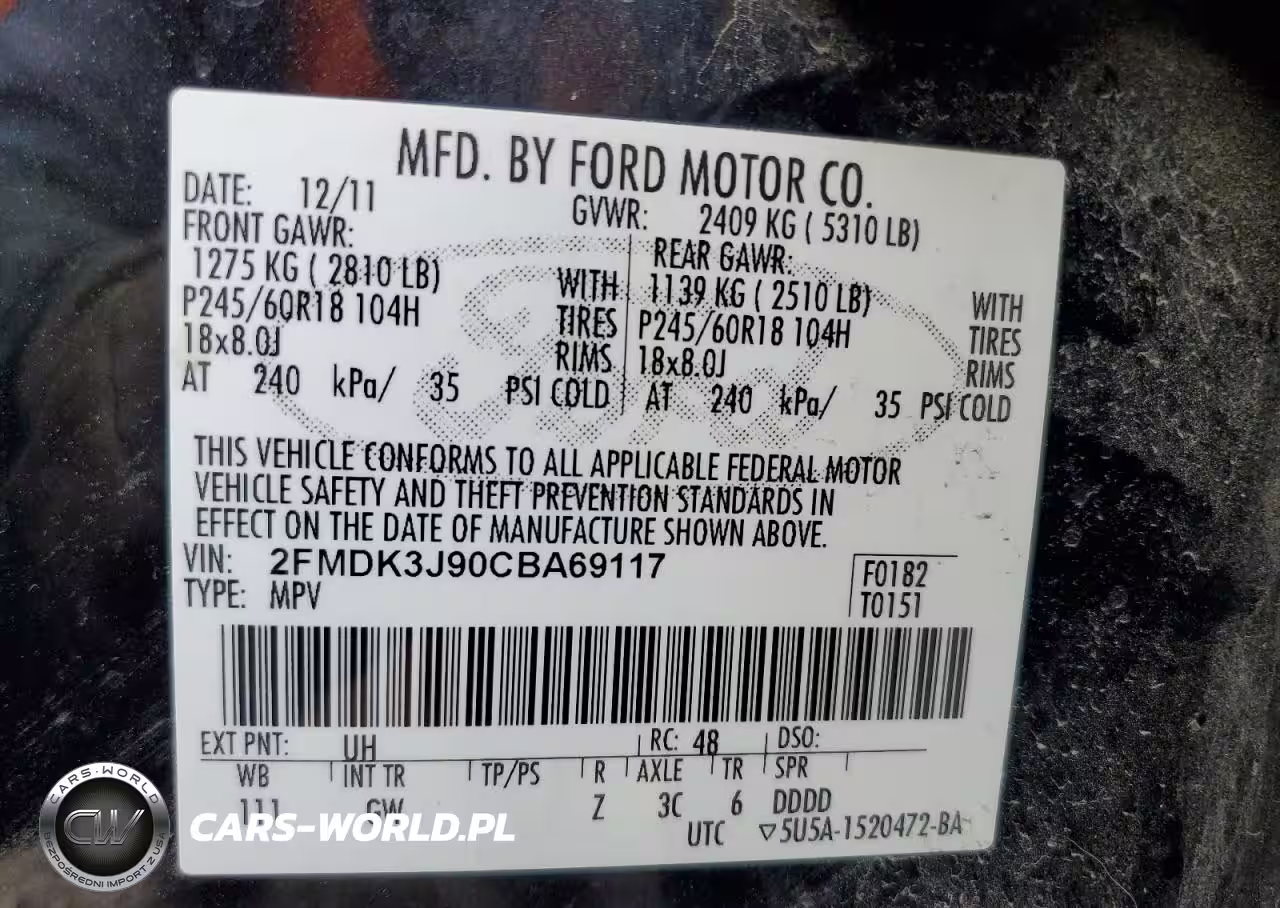 MFD. BY FORD MOTOR CO.
DATE: 12/11 GVWR: 2409 KG ( 5310 LB)
FRONT GAWR: REAR GAWR:
1275 KG ( 2810 LB) WITH 1139 KG ( 2510 LB) WITH
P245/60R18 104H TIRES P245/60R18 104H TIRES
18x8.0J RIMS 18x8.0J RIMS
AT 240 kPa/ 35 PSI COLD AT 240 kPa/ 35 PSI COLD
THIS VEHICLE CONFORMS TO ALL APPLICABLE FEDERAL MOTOR
VEHICLE SAFETY AND THEFT PREVENTION STANDARDS IN
EFFECT ON THE DATE OF MANUFACTURE SHOWN ABOVE.
VIN: 2FMDK3J90CBA69117 F0182
TYPE: MPV T0151
EXT PNT: UH RC: 48 DSO:
WB INT TR TP/PS R AXLE TR SPR
111 CW Z 3C 6 DDDD
UTC ▽5U5A-1520472-BA
CARS-WORLD
CW
BEZPOŚREDNI IMPORT Z USA
CARS-WORLD.PL